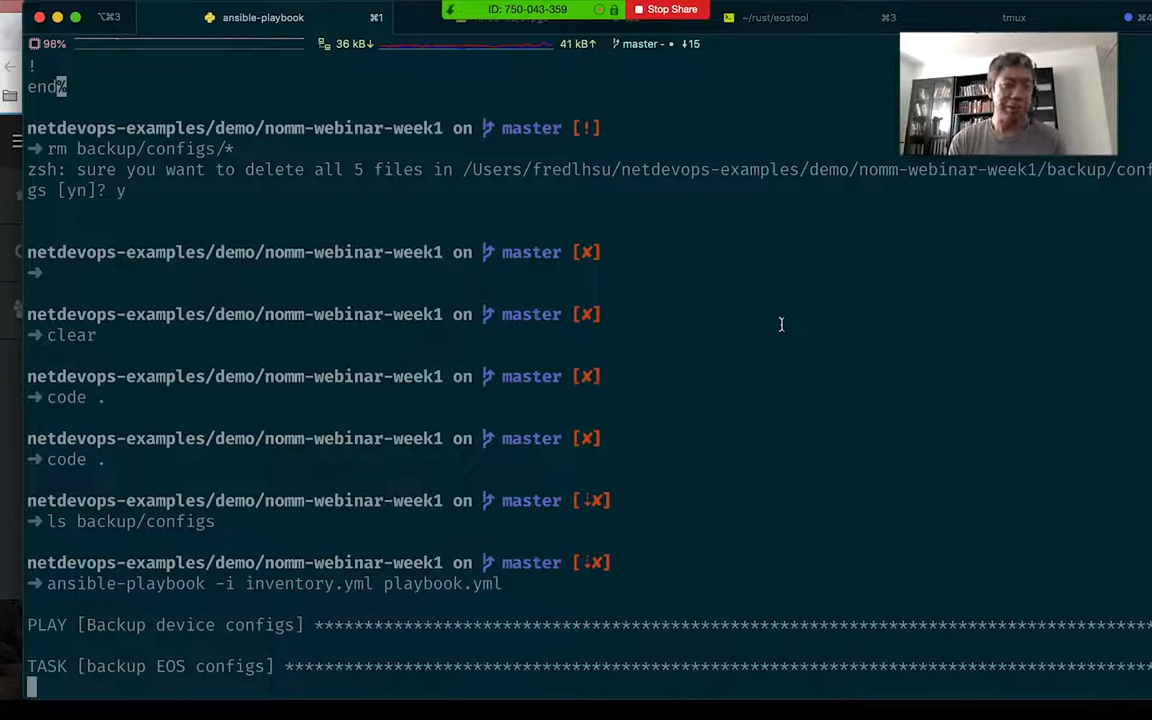 ⌥⌘3 ansible-playbook ⌘1 ID: 750-043-359 Stop Share ~/rust/eostool ⌘3 tmux ⌘4
98% 36 kB↓ 41 kB↑ master - • ↓15
!
end%
netdevops-examples/demo/nomm-webinar-week1 on master [!]
➜ rm backup/configs/*
zsh: sure you want to delete all 5 files in /Users/fredlhsu/netdevops-examples/demo/nomm-webinar-week1/backup/conf
gs [yn]? y
netdevops-examples/demo/nomm-webinar-week1 on master [✘]
➜
netdevops-examples/demo/nomm-webinar-week1 on master [✘]
➜ clear
netdevops-examples/demo/nomm-webinar-week1 on master [✘]
➜ code .
netdevops-examples/demo/nomm-webinar-week1 on master [✘]
➜ code .
netdevops-examples/demo/nomm-webinar-week1 on master [⇣✘]
➜ ls backup/configs
netdevops-examples/demo/nomm-webinar-week1 on master [⇣✘]
➜ ansible-playbook -i inventory.yml playbook.yml
PLAY [Backup device configs] *************************************************************************************
TASK [backup EOS configs] ****************************************************************************************